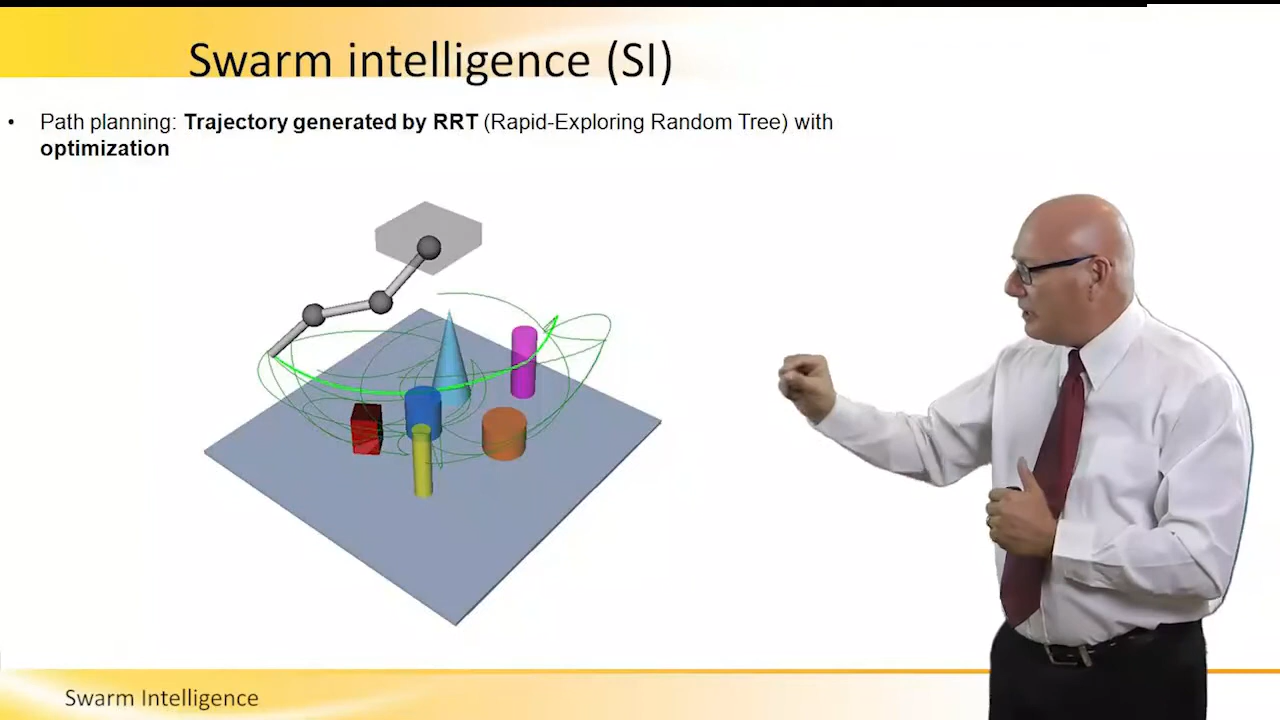 Swarm intelligence (SI)
• Path planning: Trajectory generated by RRT (Rapid-Exploring Random Tree) with
optimization
Swarm Intelligence